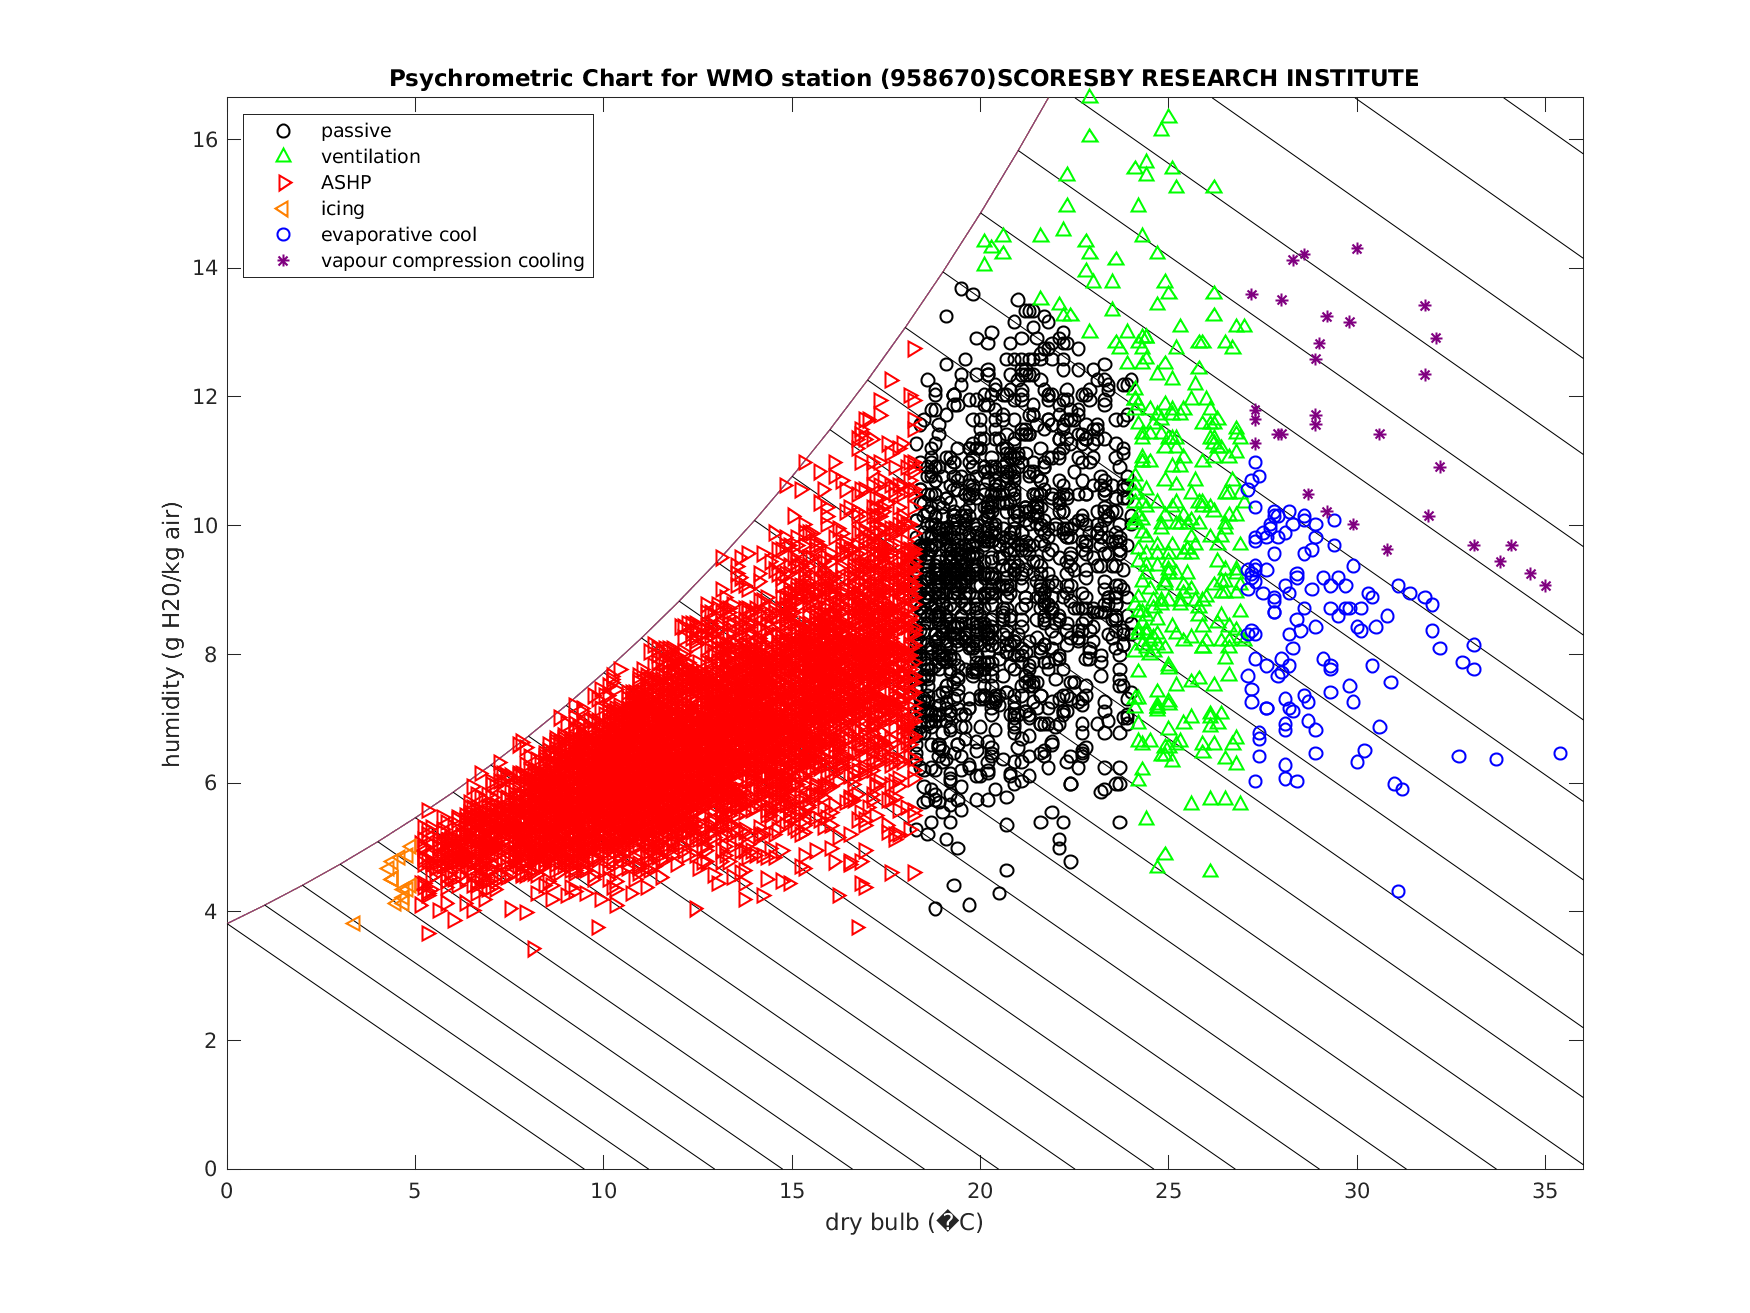 Psychrometric Chart for WMO station (958670)SCORESBY RESEARCH INSTITUTE
passive
ventilation
ASHP
icing
evaporative cool
vapour compression cooling
humidity (g H20/kg air)
16
14
12
10
8
6
4
2
0
0 5 10 15 20 25 30 35
dry bulb (�C)